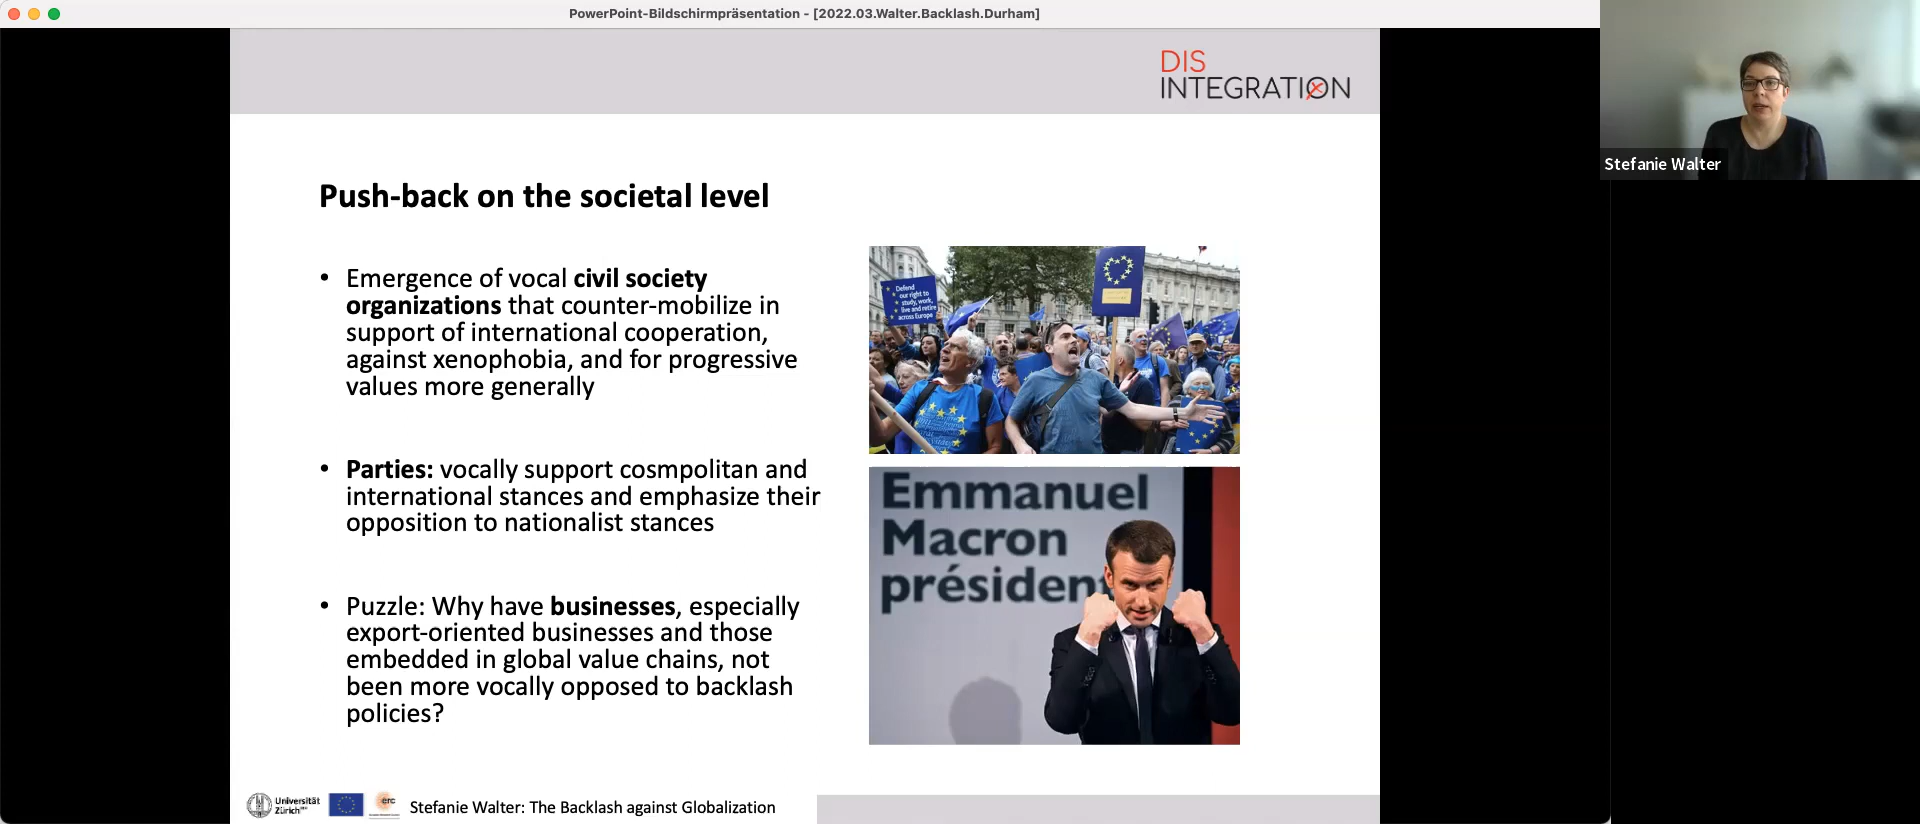 PowerPoint-Bildschirmpräsentation - [2022.03.Walter.Backlash.Durham]
DIS
INTEGRATION
Stefanie Walter
Push-back on the societal level
• Emergence of vocal civil society
organizations that counter-mobilize in
support of international cooperation,
against xenophobia, and for progressive
values more generally
• Parties: vocally support cosmpolitan and
international stances and emphasize their
opposition to nationalist stances
• Puzzle: Why have businesses, especially
export-oriented businesses and those
embedded in global value chains, not
been more vocally opposed to backlash
policies?
Defend
our right to
study, work,
live and retire
across Europe
Emmanuel
Macron
présiden
Universität
Zürich
erc
Stefanie Walter: The Backlash against Globalization